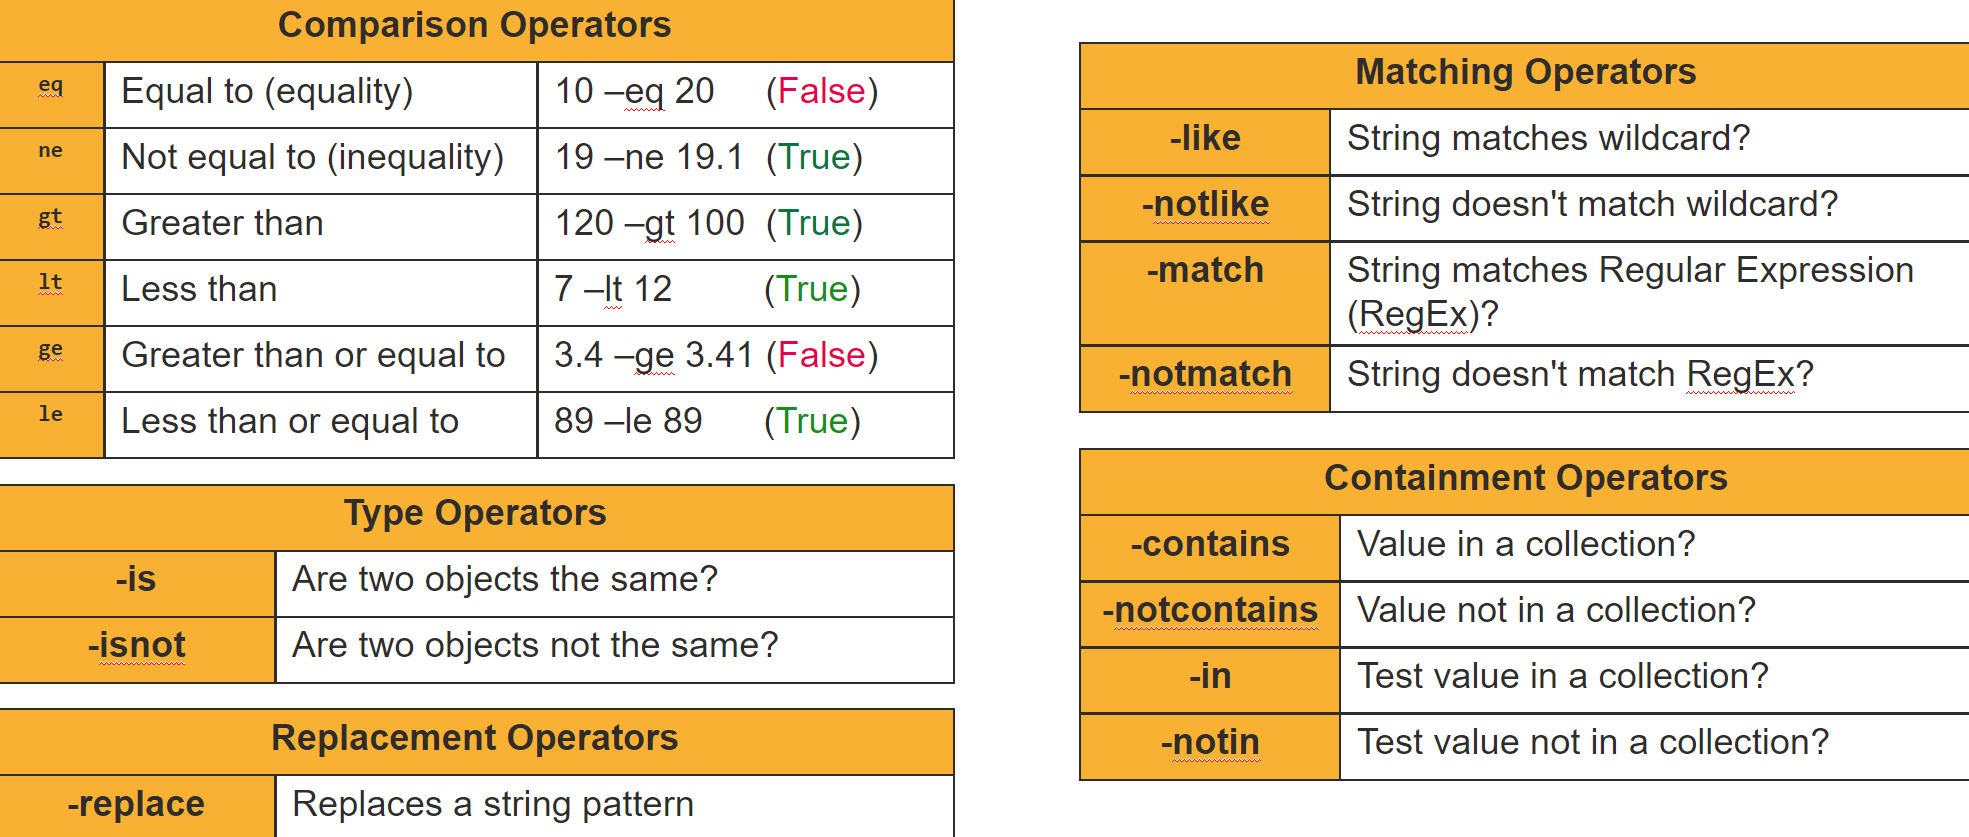 Comparison Operators
eq Equal to (equality) 10 –eq 20 (False)
ne Not equal to (inequality) 19 –ne 19.1 (True)
gt Greater than 120 –gt 100 (True)
lt Less than 7 –lt 12 (True)
ge Greater than or equal to 3.4 –ge 3.41 (False)
le Less than or equal to 89 –le 89 (True)
Type Operators
-is Are two objects the same?
-isnot Are two objects not the same?
Replacement Operators
-replace Replaces a string pattern
Matching Operators
-like String matches wildcard?
-notlike String doesn't match wildcard?
-match String matches Regular Expression
(RegEx)?
-notmatch String doesn't match RegEx?
Containment Operators
-contains Value in a collection?
-notcontains Value not in a collection?
-in Test value in a collection?
-notin Test value not in a collection?